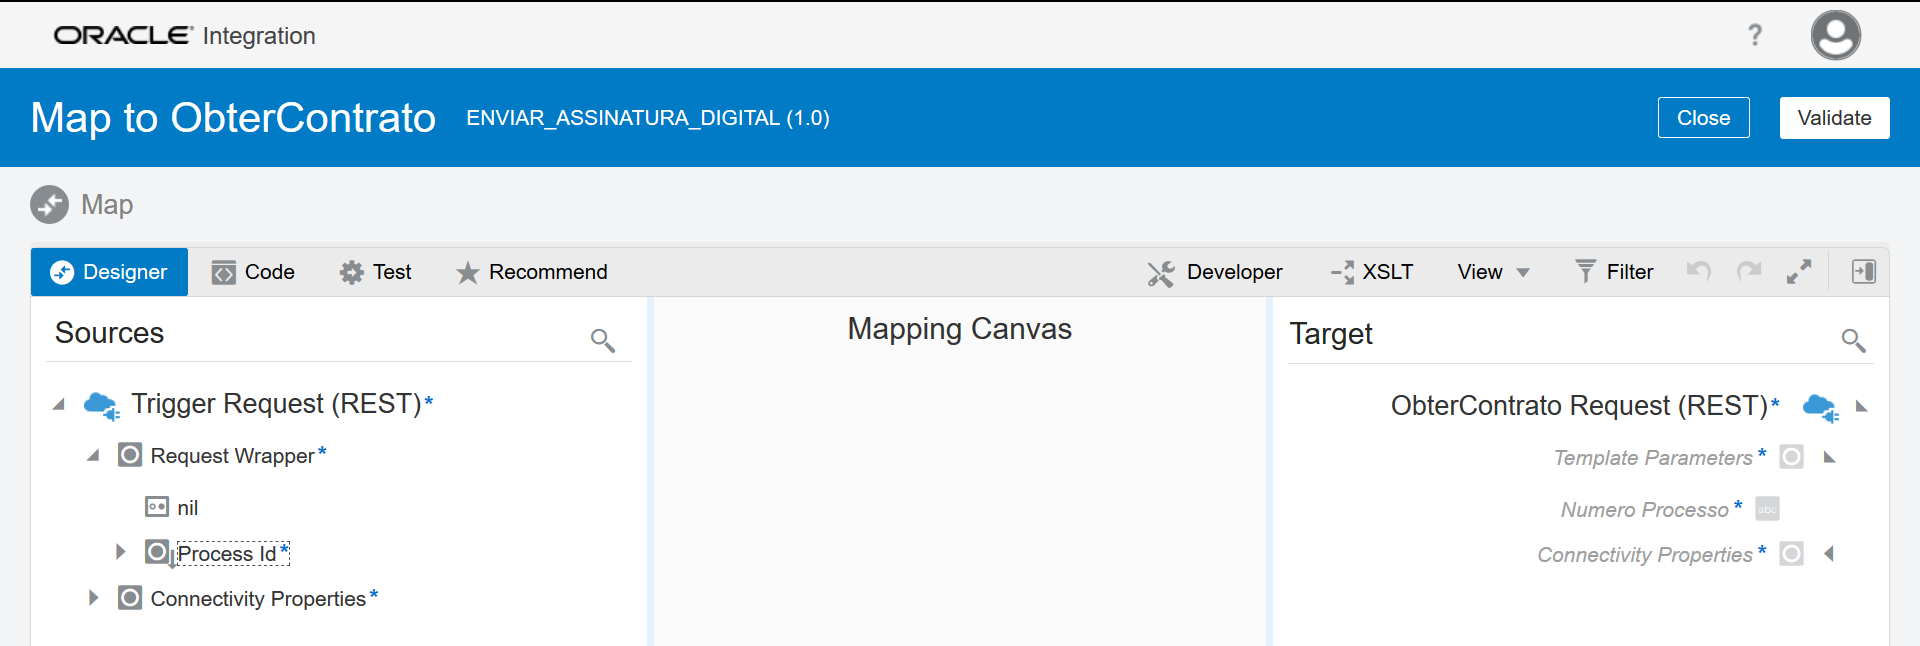 ORACLE Integration
?
Map to ObterContrato ENVIAR_ASSINATURA_DIGITAL (1.0)
Close
Validate
Map
Designer
Code
Test
Recommend
Developer
XSLT
View
Filter
Sources
Mapping Canvas
Target
Trigger Request (REST)*
Request Wrapper*
nil
Process Id*
Connectivity Properties*
ObterContrato Request (REST)*
Template Parameters*
Numero Processo* abc
Connectivity Properties*